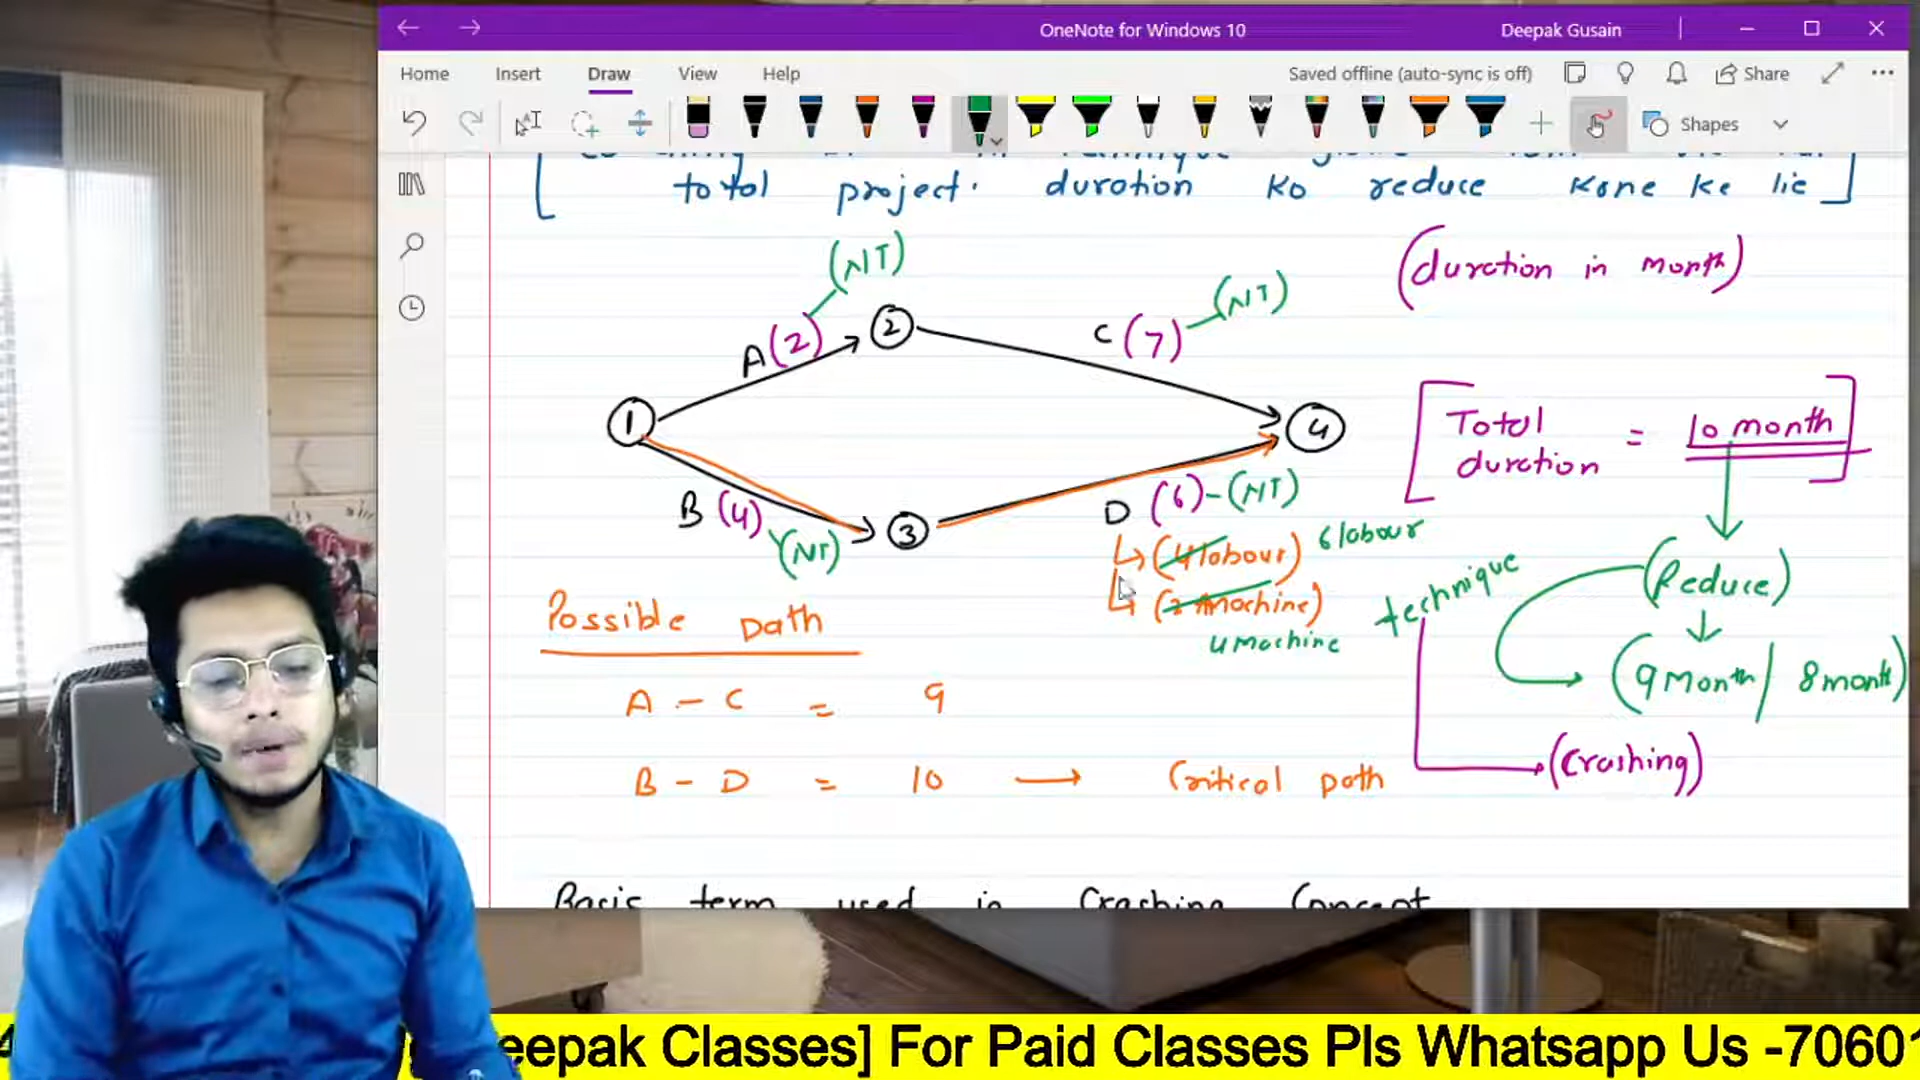 OneNote for Windows 10
Deepak Gusain
Home Insert Draw View Help
Saved offline (auto-sync is off)
Share
Shapes
technique
total project. duration ko reduce kone ke lie
(duration in month)
(NT)
(NT)
A (2)
2
C (7)
1
4
Total duration = 10 month
B (4)
(NT)
3
D (6) - (NT)
(4 labour) 6 labour
(2 machine)
4 machine
technique
(Reduce)
(9 Month / 8 month)
(Crashing)
Possible Path
A - C = 9
B - D = 10 → Critical path
Basic term used in Crashing Concept
eepak Classes] For Paid Classes Pls Whatsapp Us -7060